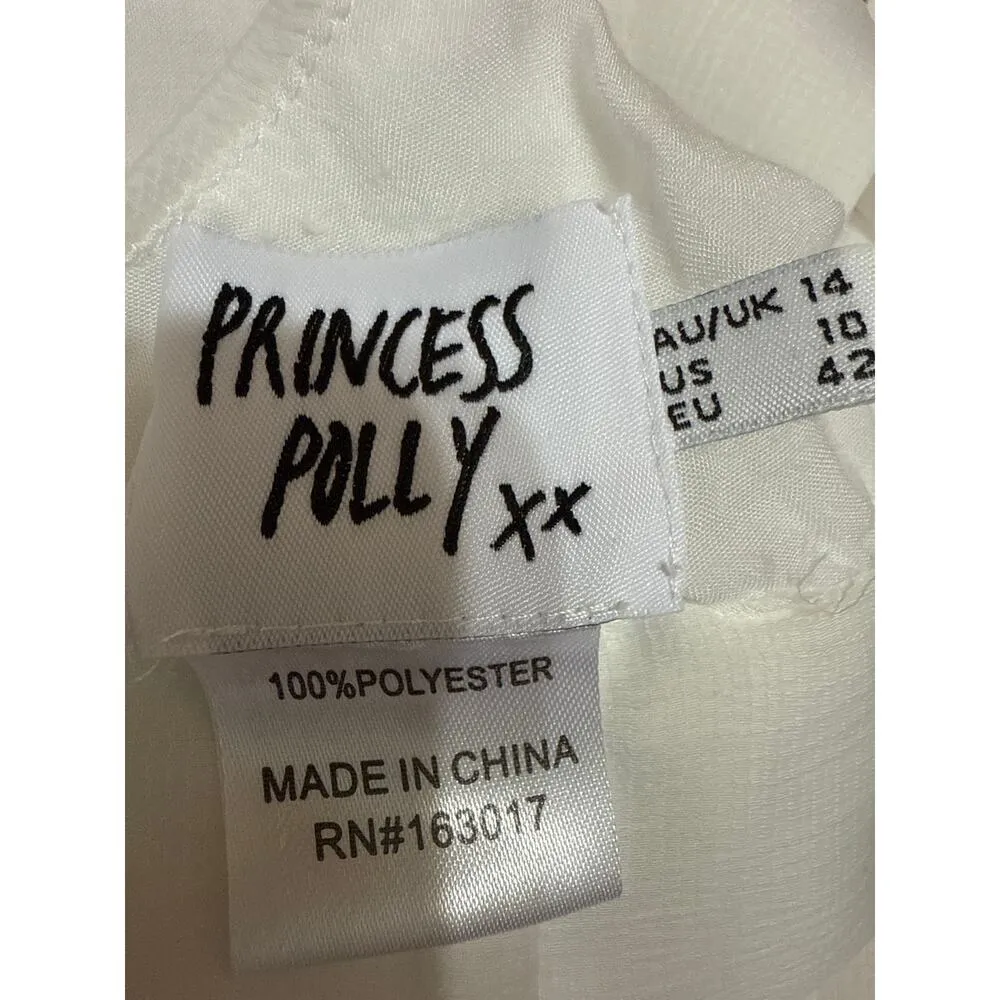 PRINCESS
POLLY xx
AU/UK 14
US 10
EU 42
100%POLYESTER
MADE IN CHINA
RN#163017